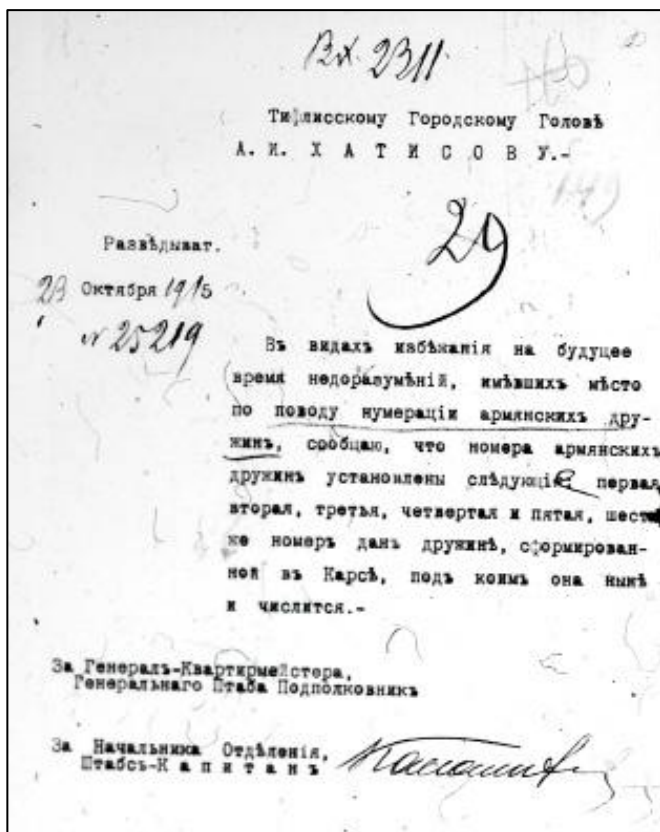 Вх. 2311
Тифлисскому Городскому Головѣ
А. И. ХАТИСОВУ.-
29
149
Развѣдыват.
23 Октября 1915
№ 25219
Въ видахъ избѣжанія на будущее
время недоразумѣній, имѣвшихъ мѣсто
по поводу нумераціи армянскихъ дру-
жинъ, сообщаю, что номера армянскихъ
дружинъ установлены слѣдующіе: первая
вторая, третья, четвертая и пятая,
же номеръ данъ дружинѣ, сформирован-
ной въ Карсѣ, подъ коимъ она нынѣ
и числится.-
За Генералъ-Квартирмейстера,
Генеральнаго Штаба Подполковникъ
За Начальника Отдѣленія,
Штабсъ-Капитанъ